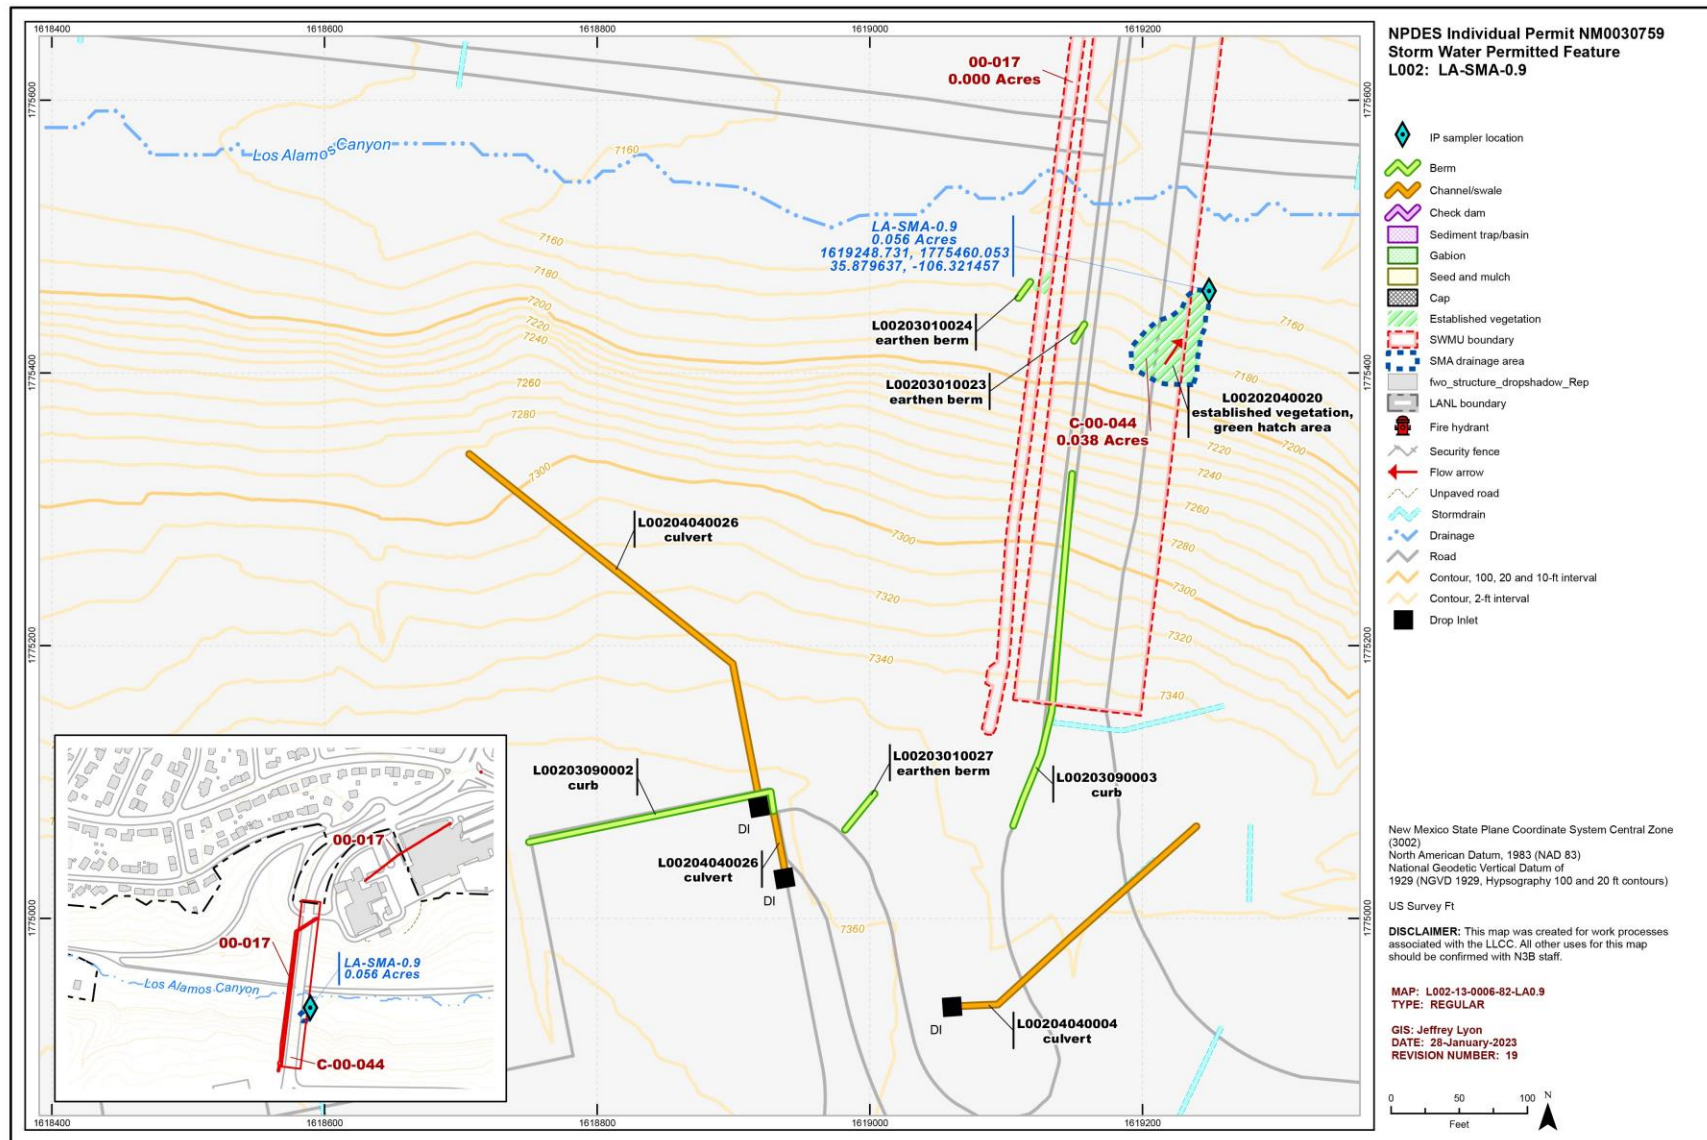 NPDES Individual Permit NM0030759
Storm Water Permitted Feature
L002: LA-SMA-0.9
IP sampler location
Berm
Channel/swale
Check dam
Sediment trap/basin
Gabion
Seed and mulch
Cap
Established vegetation
SWMU boundary
SMA drainage area
fwo_structure_dropshadow_Rep
LANL boundary
Fire hydrant
Security fence
Flow arrow
Unpaved road
Stormdrain
Drainage
Road
Contour, 100, 20 and 10-ft interval
Contour, 2-ft interval
Drop Inlet
New Mexico State Plane Coordinate System Central Zone
(3002)
North American Datum, 1983 (NAD 83)
National Geodetic Vertical Datum of
1929 (NGVD 1929, Hypsography 100 and 20 ft contours)
US Survey Ft
DISCLAIMER: This map was created for work processes
associated with the LLCC. All other uses for this map
should be confirmed with N3B staff.
MAP: L002-13-0006-82-LA0.9
TYPE: REGULAR
GIS: Jeffrey Lyon
DATE: 28-January-2023
REVISION NUMBER: 19
0 50 100
Feet
N
1618400 1618600 1618800 1619000 1619200
1775600
1775400
1775200
1775000
1775600
1775400
1775200
1775000
1618400 1618600 1618800 1619000 1619200
00-017
0.000 Acres
Los Alamos Canyon
7160
LA-SMA-0.9
0.056 Acres
1619248.731, 1775460.053
35.879637, -106.321457
7160
7180
7200
7220
7240
7260
7280
7300
L00203010024
earthen berm
L00203010023
earthen berm
7160
7180
L00202040020
established vegetation,
green hatch area
C-00-044
0.038 Acres
7200
7220
7240
7260
7280
7300
7320
7340
L00204040026
culvert
7300
7320
7340
L00203090002
curb
L00203010027
earthen berm
L00203090003
curb
DI
L00204040026
culvert
DI
7360
DI
L00204040004
culvert
00-017
00-017
LA-SMA-0.9
0.056 Acres
Los Alamos Canyon
C-00-044